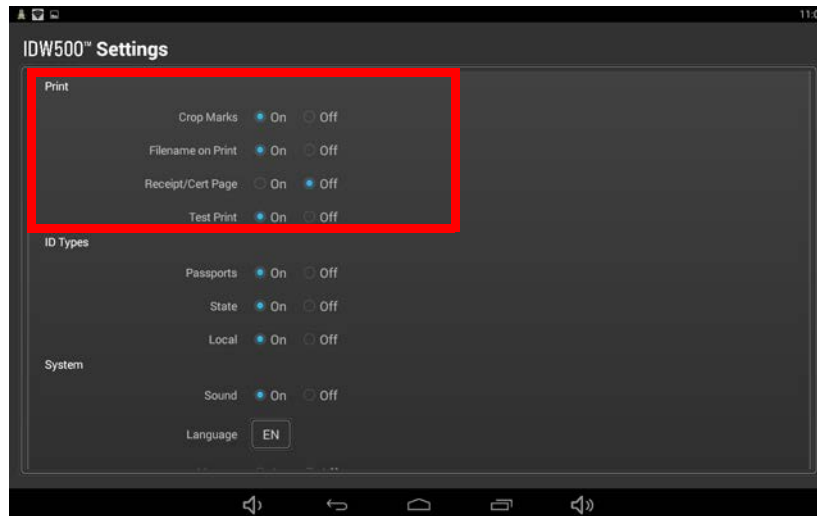 11:0
IDW500™ Settings
Print
Crop Marks On Off
Filename on Print On Off
Receipt/Cert Page On Off
Test Print On Off
ID Types
Passports On Off
State On Off
Local On Off
System
Sound On Off
Language EN